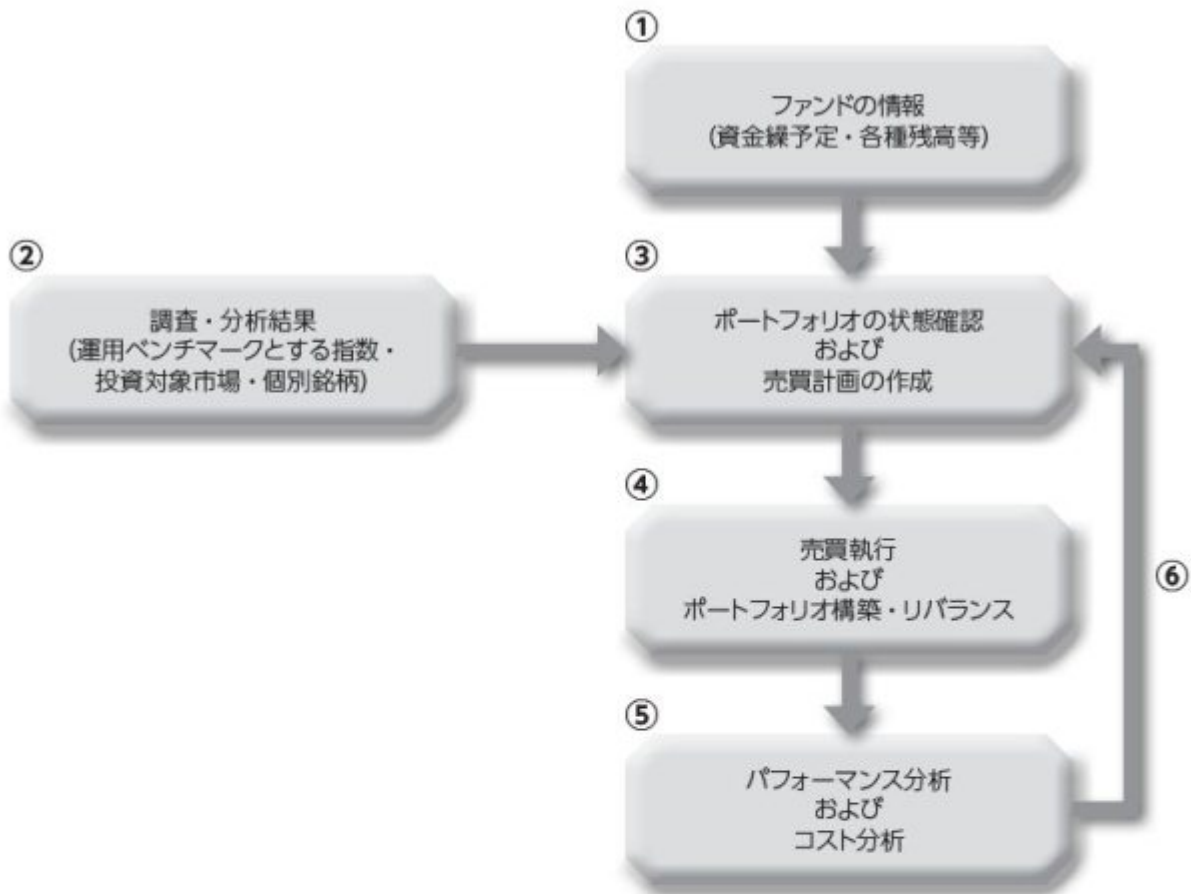 ①
ファンドの情報
(資金繰予定・各種残高等)
②
調査・分析結果
(運用ベンチマークとする指数・
投資対象市場・個別銘柄)
③
ポートフォリオの状態確認
および
売買計画の作成
④
売買執行
および
ポートフォリオ構築・リバランス
⑥
⑤
パフォーマンス分析
および
コスト分析